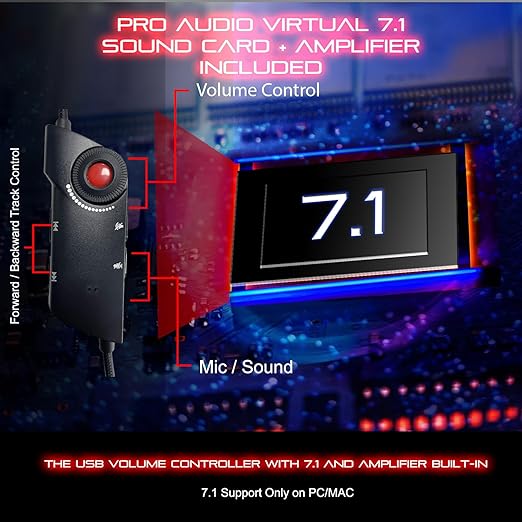 PRO AUDIO VIRTUAL 7.1
SOUND CARD + AMPLIFIER
INCLUDED
Volume Control
Forward / Backward Track Control
7.1
Mic / Sound
THE USB VOLUME CONTROLLER WITH 7.1 AND AMPLIFIER BUILT-IN
7.1 Support Only on PC/MAC